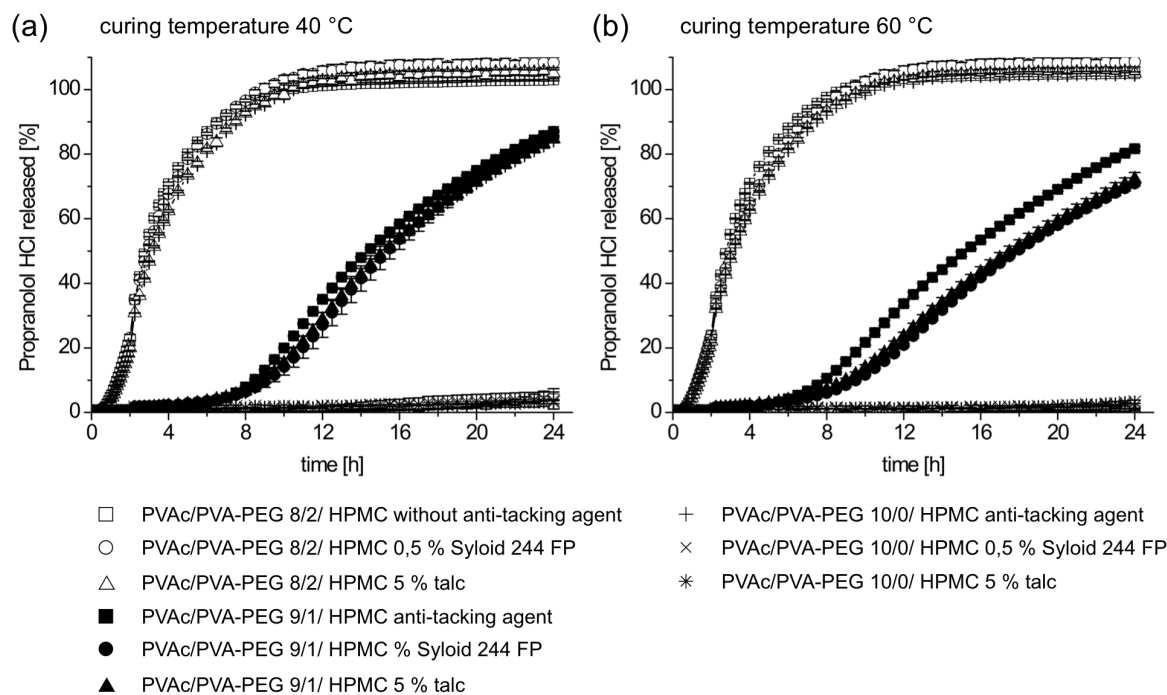 (a) curing temperature 40 °C
Propranolol HCl released [%]
100
80
60
40
20
0
0 4 8 12 16 20 24
time [h]
(b) curing temperature 60 °C
Propranolol HCl released [%]
100
80
60
40
20
0
0 4 8 12 16 20 24
time [h]
PVAc/PVA-PEG 8/2/ HPMC without anti-tacking agent
PVAc/PVA-PEG 8/2/ HPMC 0,5 % Syloid 244 FP
PVAc/PVA-PEG 8/2/ HPMC 5 % talc
PVAc/PVA-PEG 9/1/ HPMC anti-tacking agent
PVAc/PVA-PEG 9/1/ HPMC % Syloid 244 FP
PVAc/PVA-PEG 9/1/ HPMC 5 % talc
PVAc/PVA-PEG 10/0/ HPMC anti-tacking agent
PVAc/PVA-PEG 10/0/ HPMC 0,5 % Syloid 244 FP
PVAc/PVA-PEG 10/0/ HPMC 5 % talc